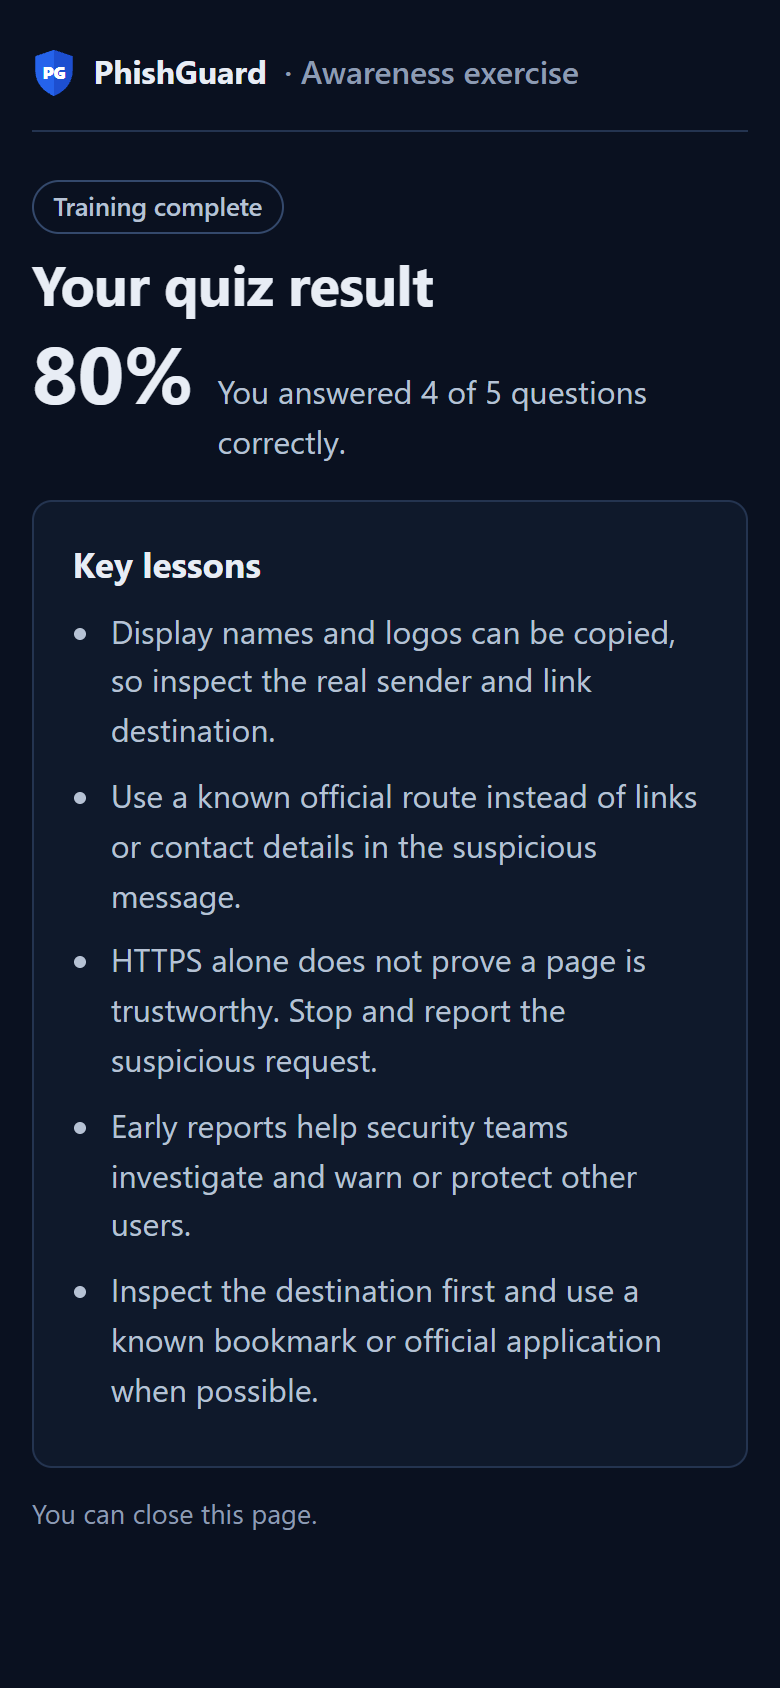 PG PhishGuard · Awareness exercise
Training complete
Your quiz result
80% You answered 4 of 5 questions
correctly.
Key lessons
• Display names and logos can be copied,
so inspect the real sender and link
destination.
• Use a known official route instead of links
or contact details in the suspicious
message.
• HTTPS alone does not prove a page is
trustworthy. Stop and report the
suspicious request.
• Early reports help security teams
investigate and warn or protect other
users.
• Inspect the destination first and use a
known bookmark or official application
when possible.
You can close this page.